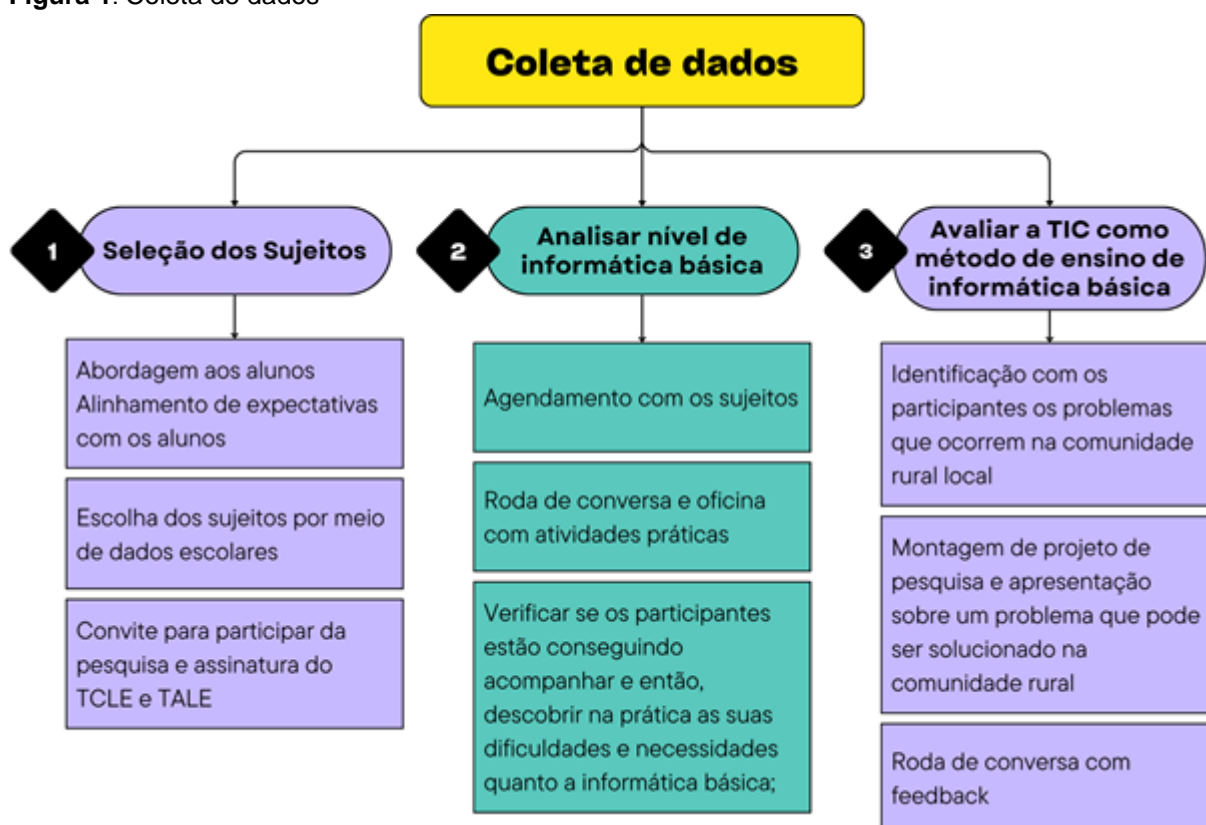 Figura 1. Coleta de dados
Coleta de dados
1
Seleção dos Sujeitos
Abordagem aos alunos
Alinhamento de expectativas
com os alunos
Escolha dos sujeitos por meio
de dados escolares
Convite para participar da
pesquisa e assinatura do
TCLE e TALE
2
Analisar nível de
informática básica
Agendamento com os sujeitos
Roda de conversa e oficina
com atividades práticas
Verificar se os participantes
estão conseguindo
acompanhar e então,
descobrir na prática as suas
dificuldades e necessidades
quanto a informática básica;
3
Avaliar a TIC como
método de ensino de
informática básica
Identificação com os
participantes os problemas
que ocorrem na comunidade
rural local
Montagem de projeto de
pesquisa e apresentação
sobre um problema que pode
ser solucionado na
comunidade rural
Roda de conversa com
feedback